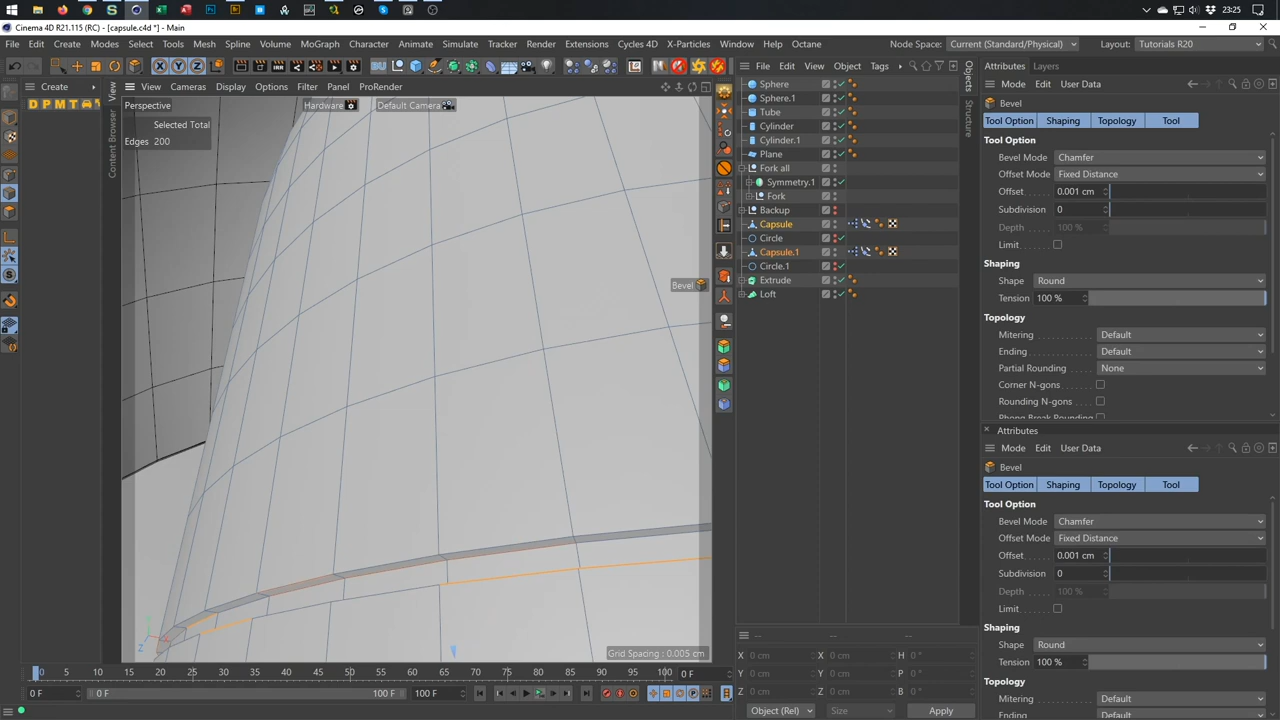 23:25
Cinema 4D R21.115 (RC) - [capsule.c4d *] - Main
File Edit Create Modes Select Tools Mesh Spline Volume MoGraph Character Animate Simulate Tracker Render Extensions Cycles 4D X-Particles Window Help Octane
Node Space: Current (Standard/Physical) Layout: Tutorials R20
Create
View Cameras Display Options Filter Panel ProRender
Perspective
Hardware
Default Camera
Selected Total
Edges 200
D P M T
View
Content Browser
Bevel
Grid Spacing : 0.005 cm
Y
Z
File Edit View Object Tags
Sphere
Sphere.1
Tube
Cylinder
Cylinder.1
Plane
Fork all
Symmetry.1
Fork
Backup
Capsule
Circle
Capsule.1
Circle.1
Extrude
Loft
Objects
Structure
Attributes Layers
Mode Edit User Data
Bevel
Tool Option Shaping Topology Tool
Tool Option
Bevel Mode Chamfer
Offset Mode Fixed Distance
Offset 0.001 cm
Subdivision 0
Depth 100 %
Limit
Shaping
Shape Round
Tension 100 %
Topology
Mitering Default
Ending Default
Partial Rounding None
Corner N-gons
Rounding N-gons
Phong Break Rounding
Attributes
Mode Edit User Data
Bevel
Tool Option Shaping Topology Tool
Tool Option
Bevel Mode Chamfer
Offset Mode Fixed Distance
Offset 0.001 cm
Subdivision 0
Depth 100 %
Limit
Shaping
Shape Round
Tension 100 %
Topology
Mitering Default
Ending Default
0 5 10 15 20 25 30 35 40 45 50 55 60 65 70 75 80 85 90 95 100 0 F
0 F 0 F 100 F 100 F
-- -- --
X 0 cm X 0 cm H 0 °
Y 0 cm Y 0 cm P 0 °
Z 0 cm Z 0 cm B 0 °
Object (Rel) Size Apply